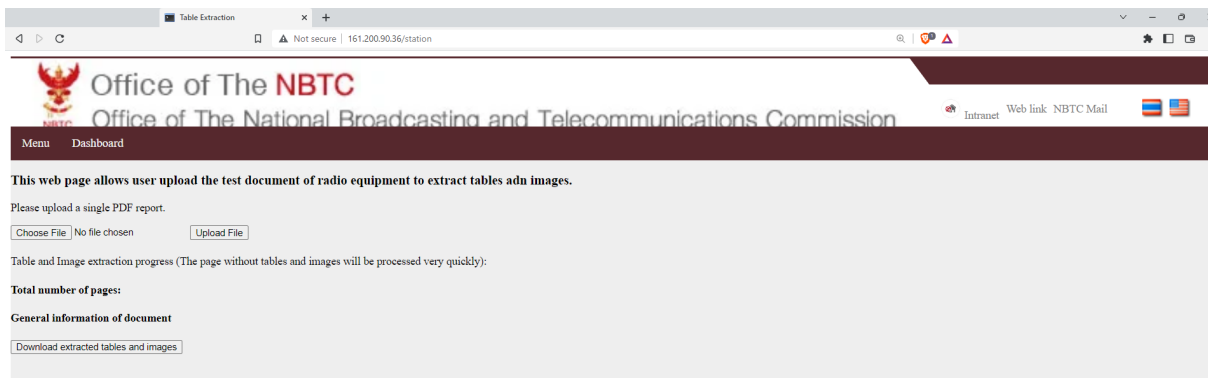 Table Extraction
Not secure | 161.200.90.36/station
Office of The NBTC
Office of The National Broadcasting and Telecommunications Commission
NBTC
Intranet Web link NBTC Mail
Menu Dashboard
This web page allows user upload the test document of radio equipment to extract tables adn images.
Please upload a single PDF report.
Choose File No file chosen Upload File
Table and Image extraction progress (The page without tables and images will be processed very quickly):
Total number of pages:
General information of document
Download extracted tables and images